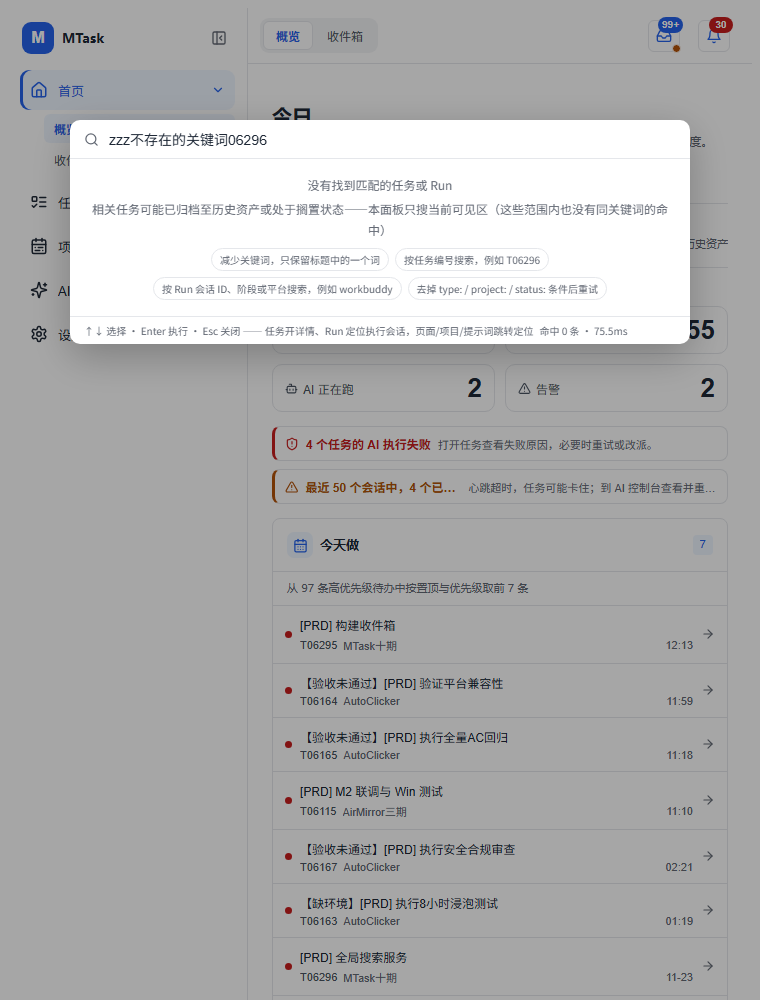 M MTask
概览 收件箱
99+
30
首页
今日
zzz不存在的关键词06296
没有找到匹配的任务或 Run
相关任务可能已归档至历史资产或处于搁置状态——本面板只搜当前可见区（这些范围内也没有同关键词的命
中）
减少关键词，只保留标题中的一个词
按任务编号搜索，例如 T06296
按 Run 会话 ID、阶段或平台搜索，例如 workbuddy
去掉 type: / project: / status: 条件后重试
↑ ↓ 选择 · Enter 执行 · Esc 关闭 —— 任务开详情、Run 定位执行会话，页面/项目/提示词跳转定位 命中 0 条 · 75.5ms
概
收
任
项
AI
设
度。
历史资产
55
AI 正在跑 2
告警 2
4 个任务的 AI 执行失败 打开任务查看失败原因，必要时重试或改派。
最近 50 个会话中，4 个已... 心跳超时，任务可能卡住；到 AI 控制台查看并重...
今天做 7
从 97 条高优先级待办中按置顶与优先级取前 7 条
[PRD] 构建收件箱
T06295 MTask十期 12:13
【验收未通过】[PRD] 验证平台兼容性
T06164 AutoClicker 11:59
【验收未通过】[PRD] 执行全量AC回归
T06165 AutoClicker 11:18
[PRD] M2 联调与 Win 测试
T06115 AirMirror三期 11:10
【验收未通过】[PRD] 执行安全合规审查
T06167 AutoClicker 02:21
【缺环境】[PRD] 执行8小时浸泡测试
T06163 AutoClicker 01:19
[PRD] 全局搜索服务
T06296 MTask十期 11-23